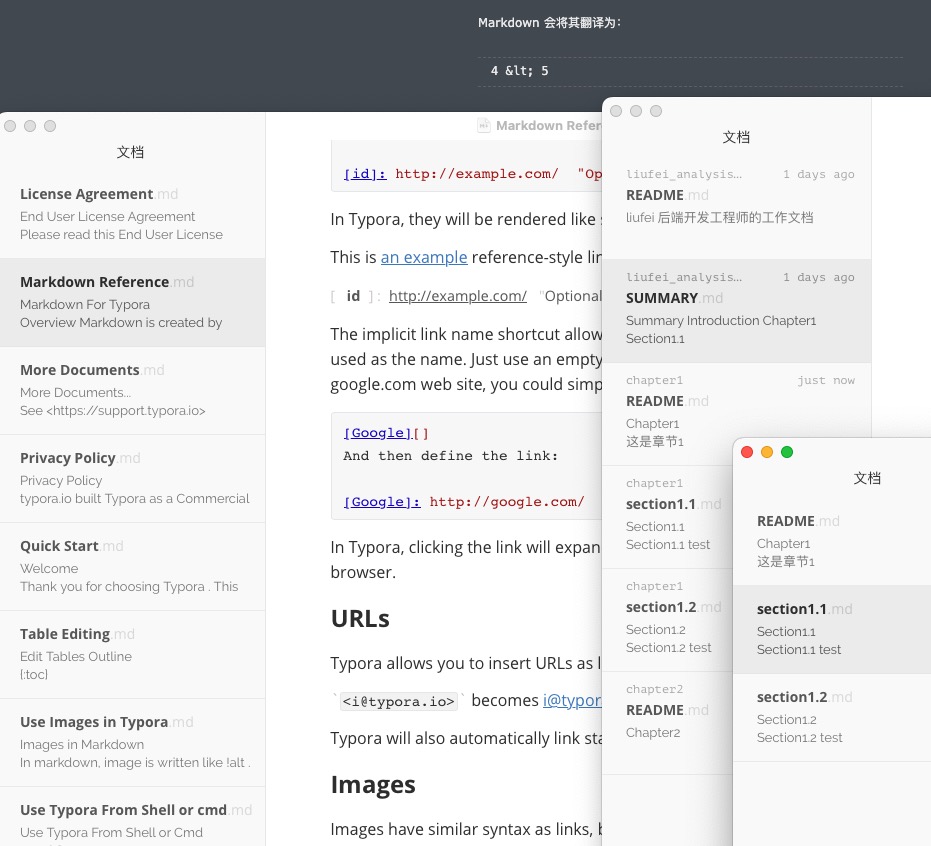 Markdown 会将其翻译为：
4 &lt; 5
文档
License Agreement.md
End User License Agreement
Please read this End User License
Markdown Reference.md
Markdown For Typora
Overview Markdown is created by
More Documents.md
More Documents...
See <https://support.typora.io>
Privacy Policy.md
Privacy Policy
typora.io built Typora as a Commercial
Quick Start.md
Welcome
Thank you for choosing Typora . This
Table Editing.md
Edit Tables Outline
{:toc}
Use Images in Typora.md
Images in Markdown
In markdown, image is written like !alt .
Use Typora From Shell or cmd.md
Use Typora From Shell or Cmd
Markdown Refer
[id]: http://example.com/ "Op
In Typora, they will be rendered like
This is an example reference-style lin
[ id ]: http://example.com/ "Optional
The implicit link name shortcut allow
used as the name. Just use an empty
google.com web site, you could simp
[Google][]
And then define the link:
[Google]: http://google.com/
In Typora, clicking the link will expan
browser.
URLs
Typora allows you to insert URLs as l
`<i@typora.io>` becomes i@typor
Typora will also automatically link sta
Images
Images have similar syntax as links, b
文档
liufei_analysis… 1 days ago
README.md
liufei 后端开发工程师的工作文档
liufei_analysis… 1 days ago
SUMMARY.md
Summary Introduction Chapter1
Section1.1
chapter1 just now
README.md
Chapter1
这是章节1
chapter1
section1.1.md
Section1.1
Section1.1 test
chapter1
section1.2.md
Section1.2
Section1.2 test
chapter2
README.md
Chapter2
文档
README.md
Chapter1
这是章节1
section1.1.md
Section1.1
Section1.1 test
section1.2.md
Section1.2
Section1.2 test